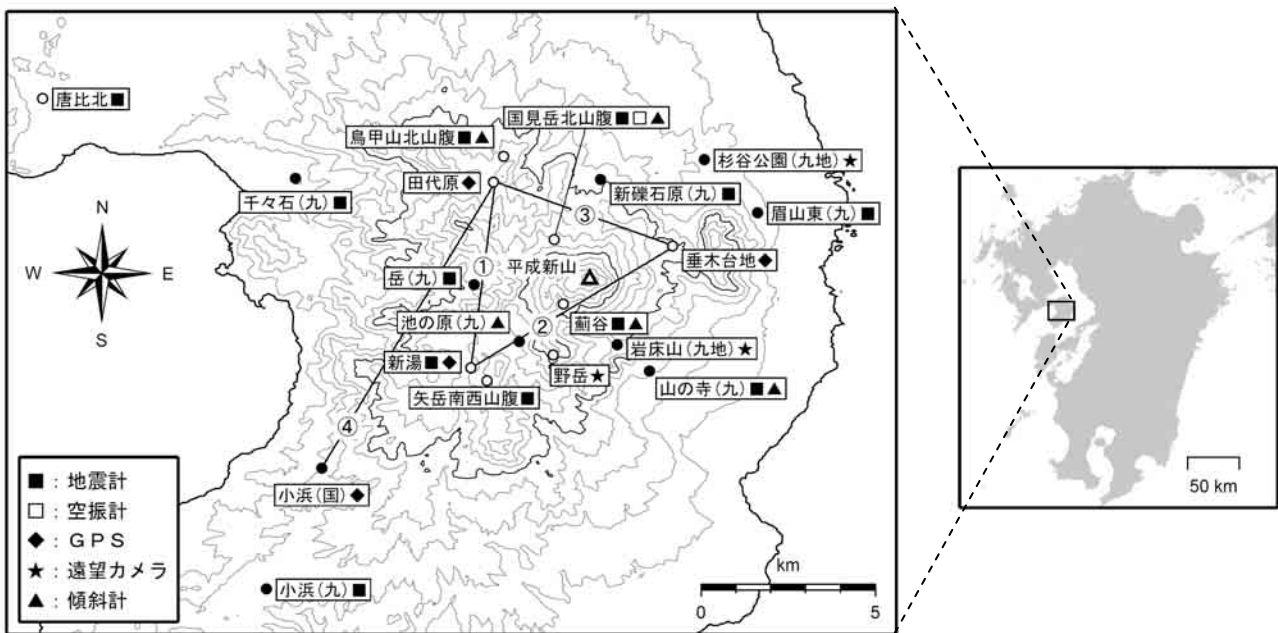 唐比北■
国見岳北山腹■□▲
鳥甲山北山腹■▲
杉谷公園(九地)★
田代原◆
新礫石原(九)■
千々石(九)■
眉山東(九)■
③
N
W E
S
垂木台地◆
平成新山
岳(九)■
①
池の原(九)▲
②
薊谷■▲
新湯■◆
岩床山(九地)★
野岳★
山の寺(九)■▲
矢岳南西山腹■
④
小浜(国)◆
小浜(九)■
■:地震計
□:空振計
◆:GPS
★:遠望カメラ
▲:傾斜計
km
0 5
50 km